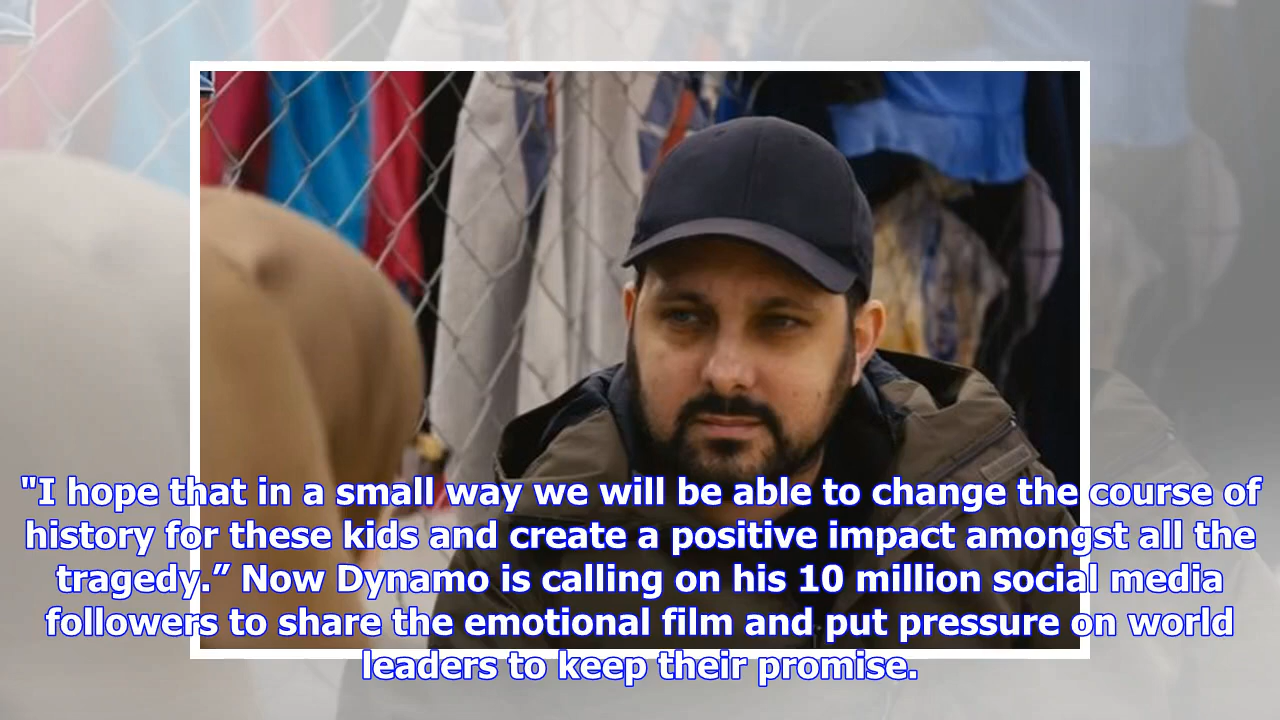 "I hope that in a small way we will be able to change the course of
history for these kids and create a positive impact amongst all the
tragedy.” Now Dynamo is calling on his 10 million social media
followers to share the emotional film and put pressure on world
leaders to keep their promise.